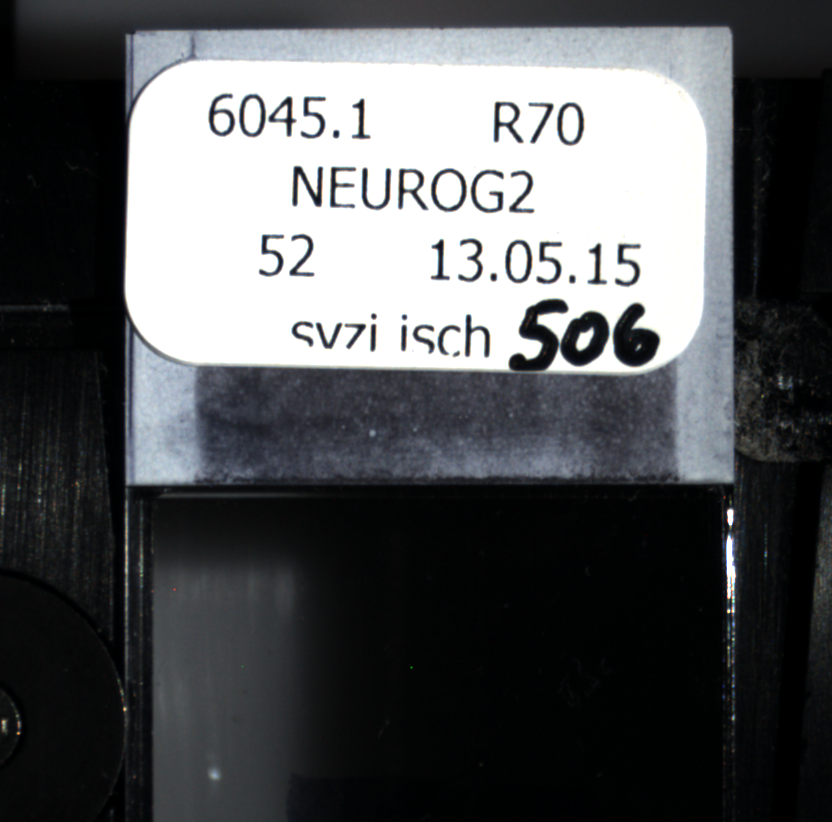 6045.1 R70
NEUROG2
52 13.05.15
svzi isch 506